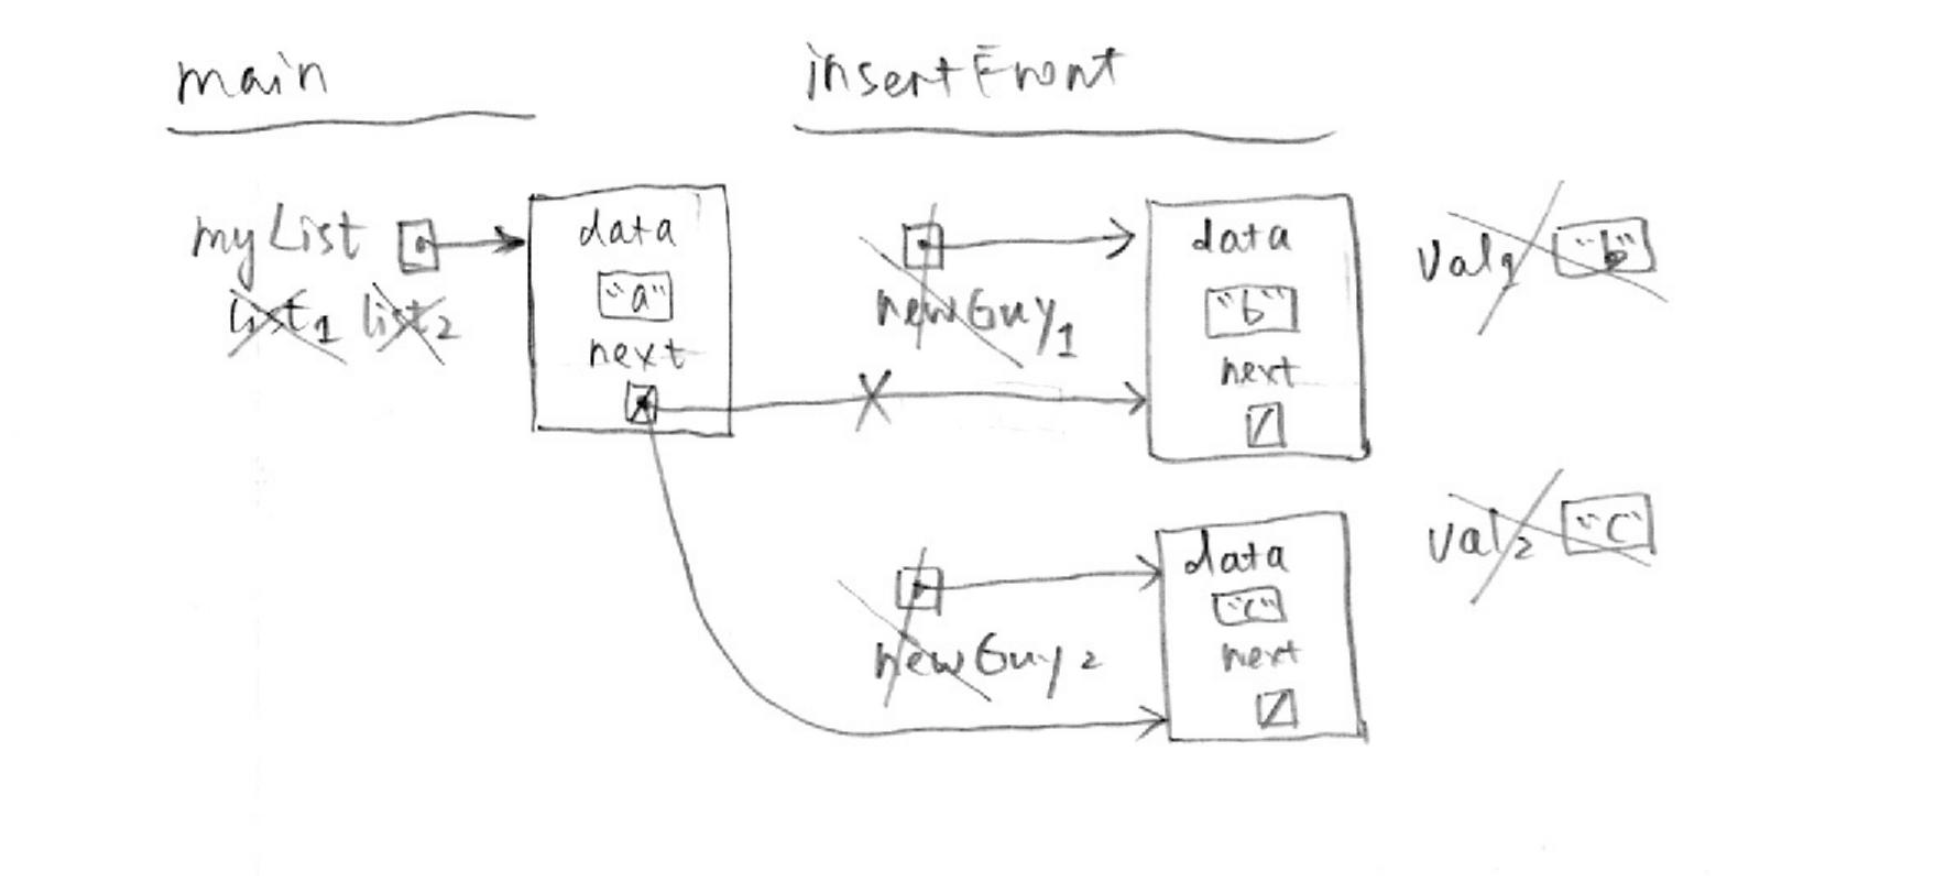 main
insertFront
myList
list1 list2
data
"a"
next
newGuy1
data
"b"
next
val1 "b"
newGuy2
data
"c"
next
val2 "c"